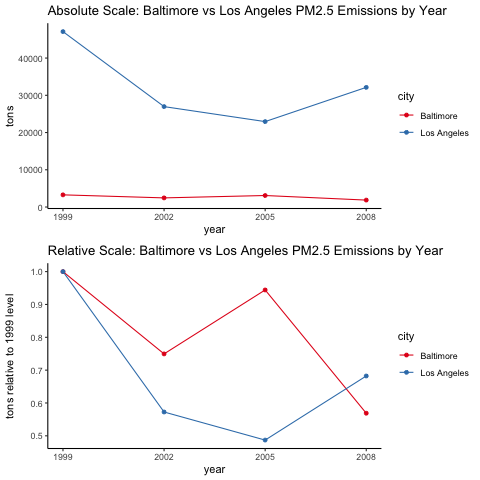 Absolute Scale: Baltimore vs Los Angeles PM2.5 Emissions by Year
40000
30000
20000
10000
0
tons
1999 2002 2005 2008
year
city
Baltimore
Los Angeles
Relative Scale: Baltimore vs Los Angeles PM2.5 Emissions by Year
1.0
0.9
0.8
0.7
0.6
0.5
tons relative to 1999 level
1999 2002 2005 2008
year
city
Baltimore
Los Angeles